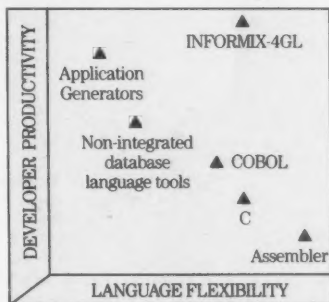 DEVELOPER PRODUCTIVITY
INFORMIX-4GL
Application
Generators
Non-integrated
database
language tools
COBOL
C
Assembler
LANGUAGE FLEXIBILITY